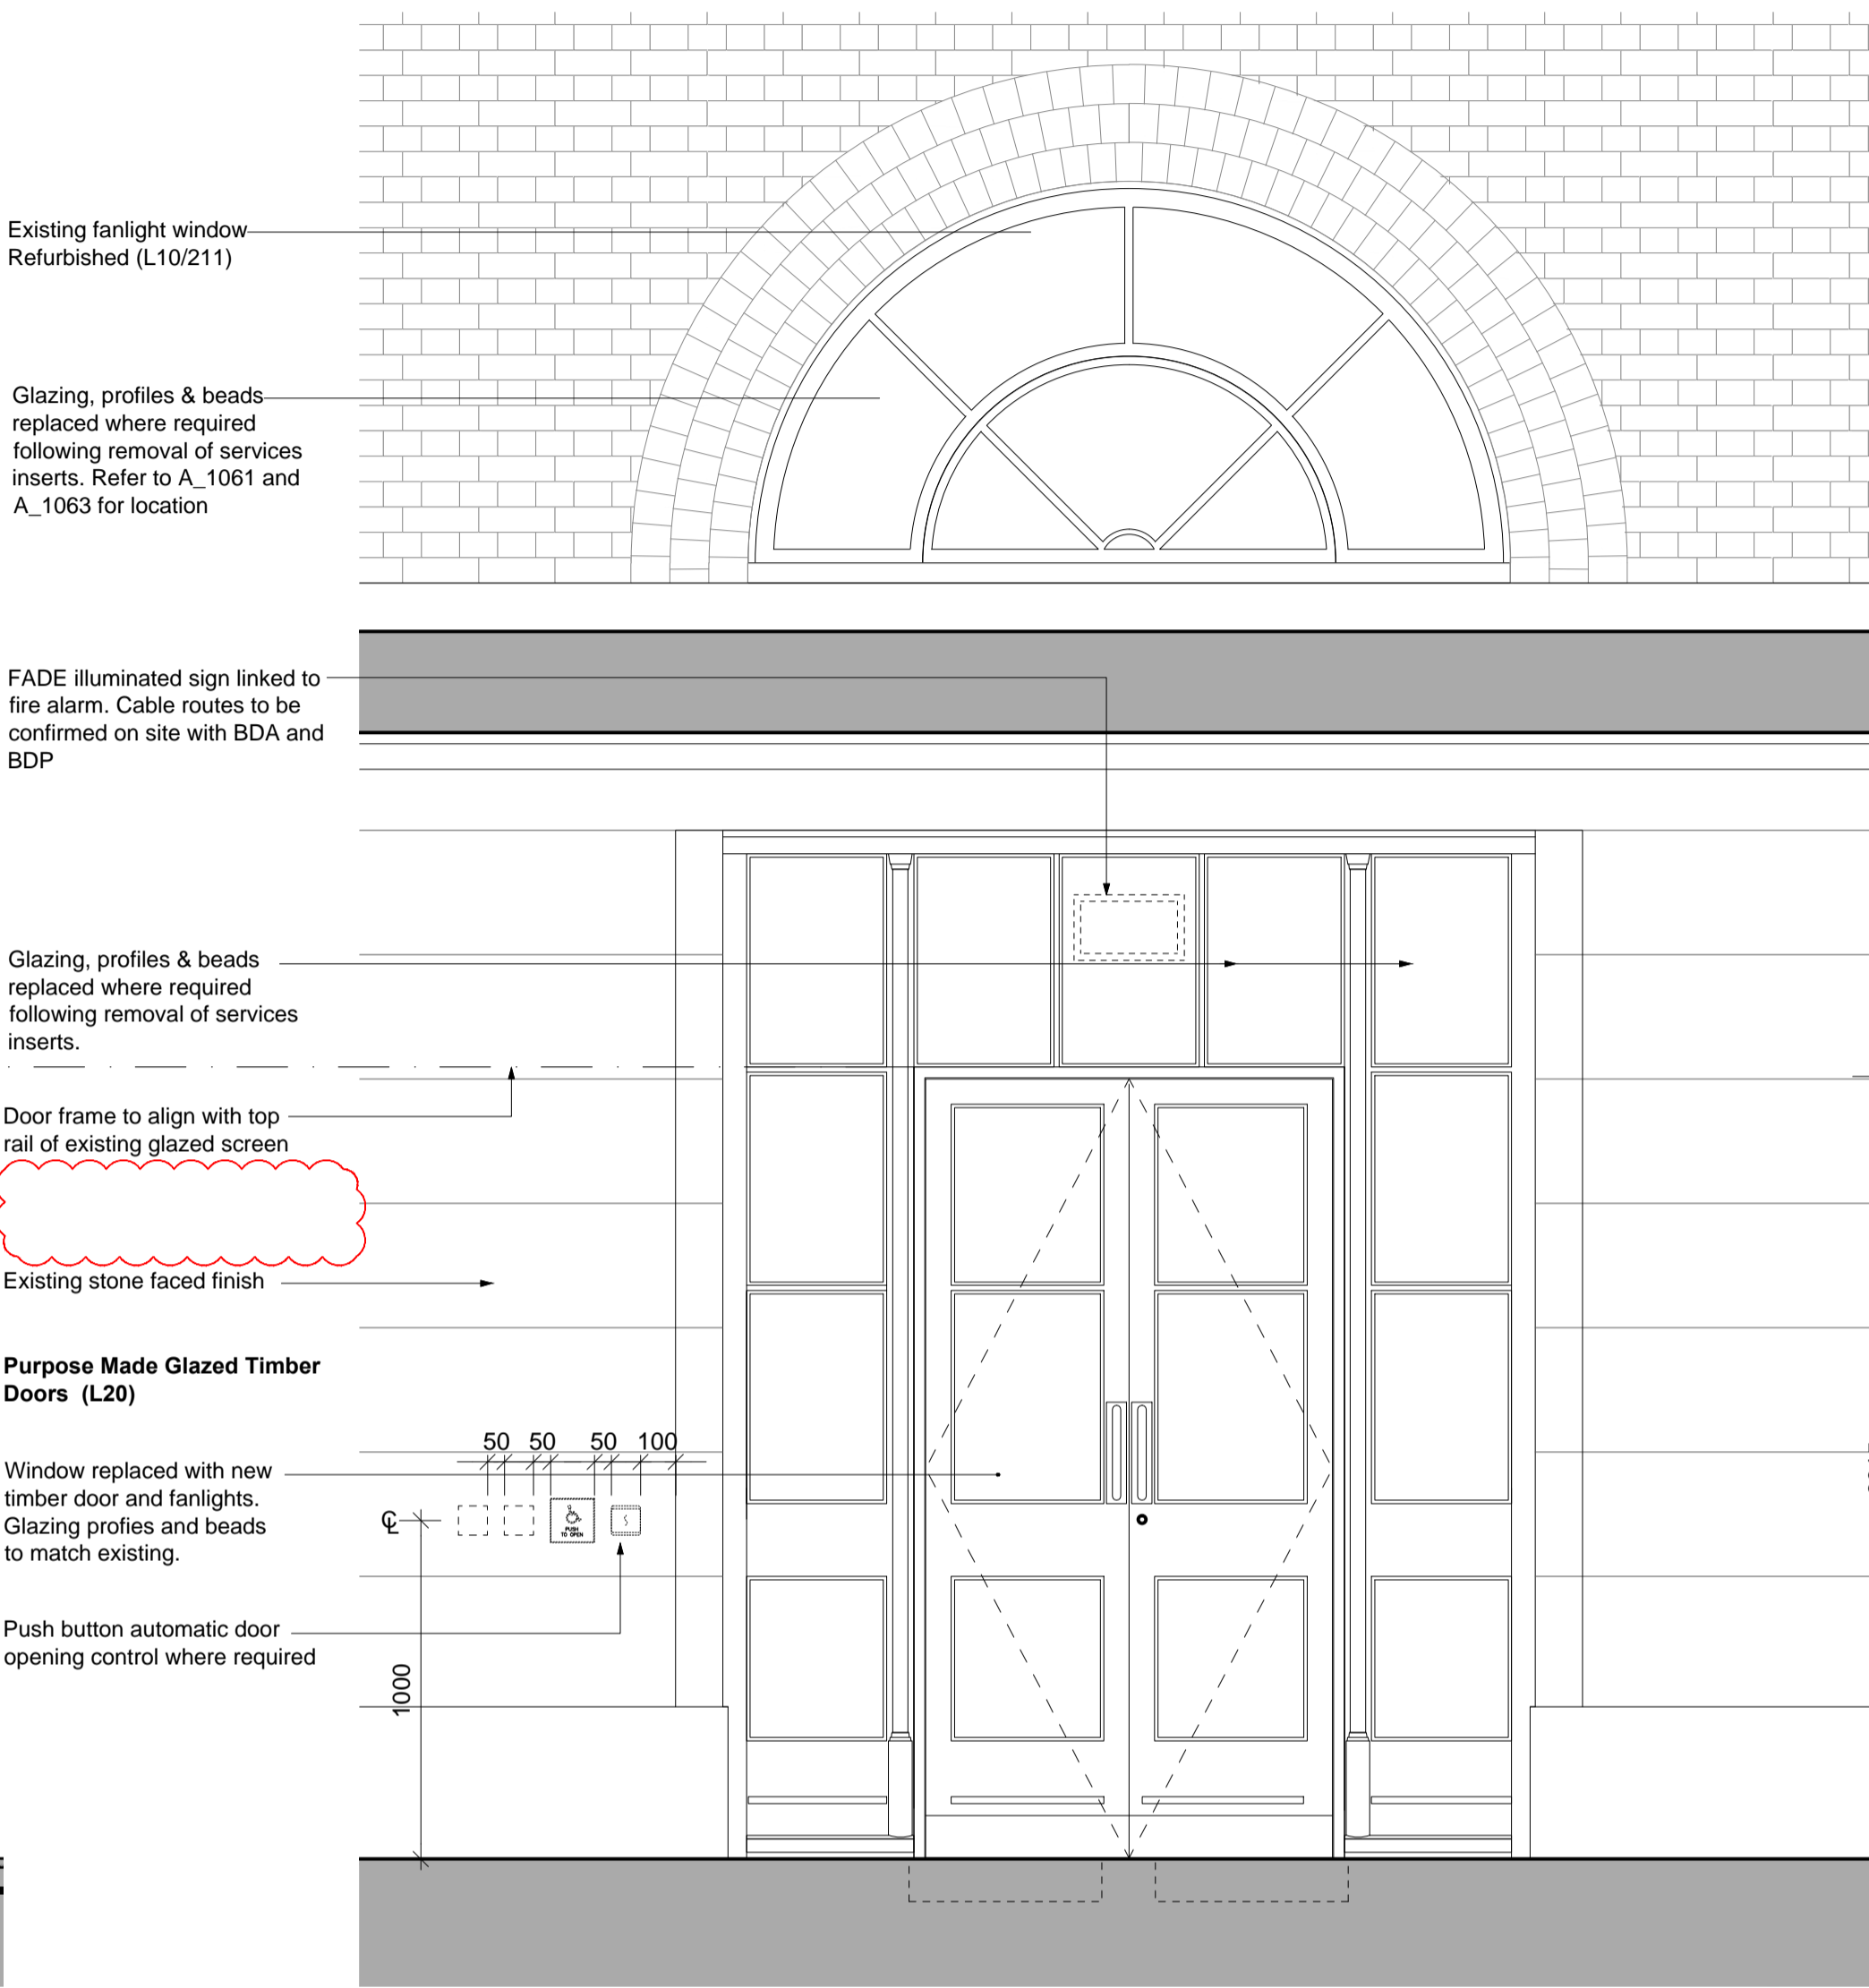 Existing fanlight window
Refurbished (L10/211)
Glazing, profiles & beads
replaced where required
following removal of services
inserts. Refer to A_1061 and
A_1063 for location
FADE illuminated sign linked to
fire alarm. Cable routes to be
confirmed on site with BDA and
BDP
Glazing, profiles & beads
replaced where required
following removal of services
inserts.
Door frame to align with top
rail of existing glazed screen
Existing stone faced finish
Purpose Made Glazed Timber
Doors (L20)
50 50 50 100
Window replaced with new
timber door and fanlights.
Glazing profies and beads
to match existing.
℄
PUSH
TO OPEN
Push button automatic door
opening control where required
1000